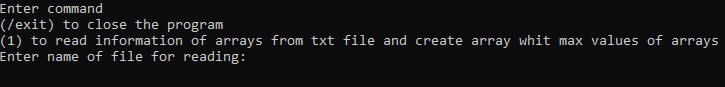 Enter command
(/exit) to close the program
(1) to read information of arrays from txt file and create array whit max values of arrays
Enter name of file for reading: